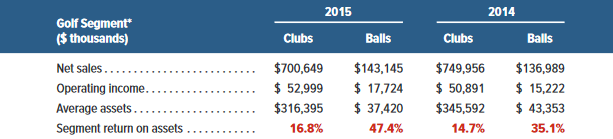 2015 2014
Golf Segment*
($ thousands) Clubs Balls Clubs Balls
Net sales . . . . . . . . . . . . . . . . . . . . . . . . . . $700,649 $143,145 $749,956 $136,989
Operating income. . . . . . . . . . . . . . . . . . . $ 52,999 $ 17,724 $ 50,891 $ 15,222
Average assets . . . . . . . . . . . . . . . . . . . . . $316,395 $ 37,420 $345,592 $ 43,353
Segment return on assets . . . . . . . . . . . . 16.8% 47.4% 14.7% 35.1%